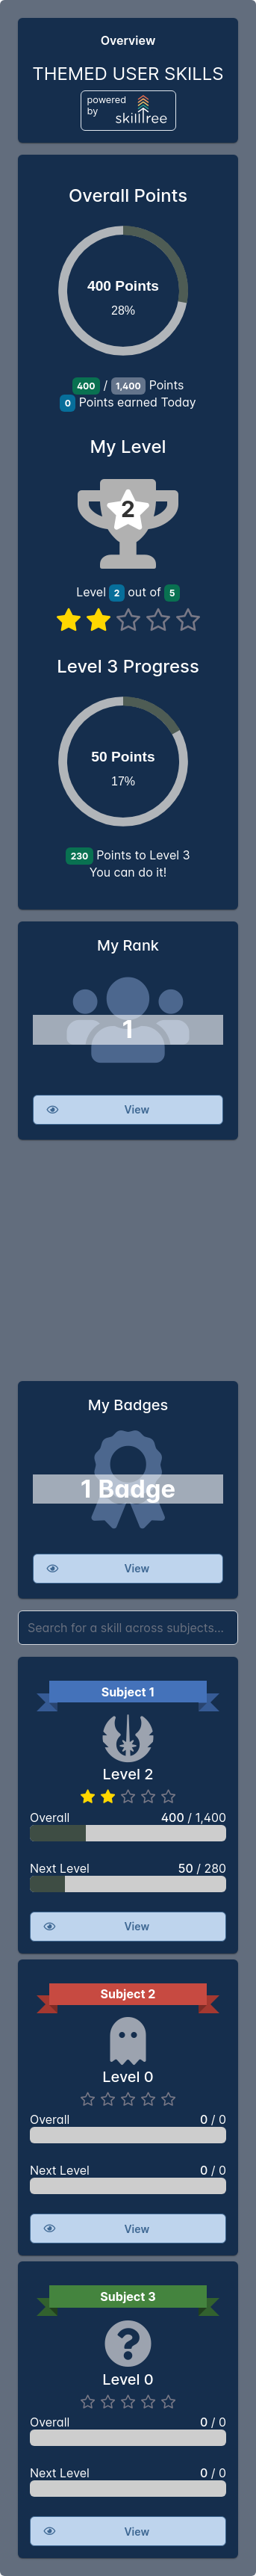 Overview
THEMED USER SKILLS
powered
by
skilltree
Overall Points
400 Points
28%
400 / 1,400 Points
0 Points earned Today
My Level
2
Level 2 out of 5
Level 3 Progress
50 Points
17%
230 Points to Level 3
You can do it!
My Rank
1
View
My Badges
1 Badge
View
Search for a skill across subjects...
Subject 1
Level 2
Overall 400 / 1,400
Next Level 50 / 280
View
Subject 2
Level 0
Overall 0 / 0
Next Level 0 / 0
View
Subject 3
Level 0
Overall 0 / 0
Next Level 0 / 0
View